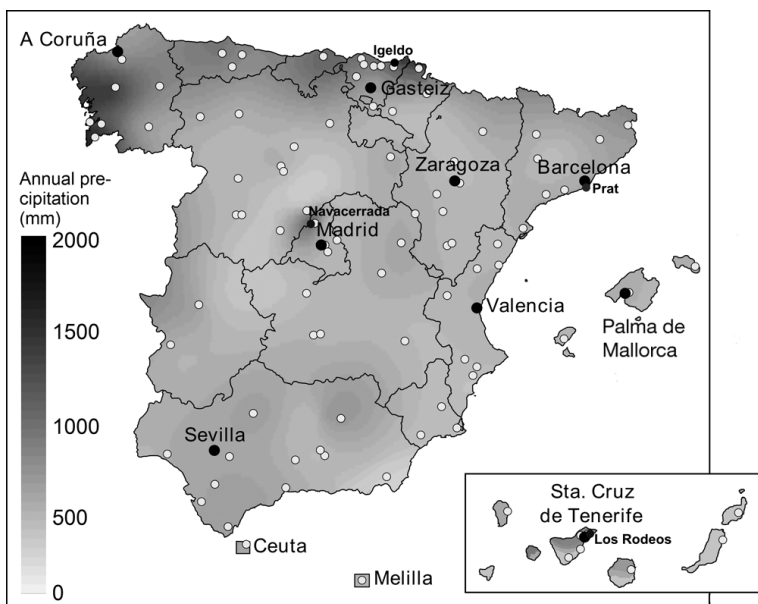 A Coruña
Igeldo
Gasteiz
Zaragoza
Barcelona
Prat
Annual pre-
cipitation
(mm)
Navacerrada
Madrid
2000
1500
1000
500
0
Valencia
Palma de
Mallorca
Sevilla
Ceuta
Melilla
Sta. Cruz
de Tenerife
Los Rodeos